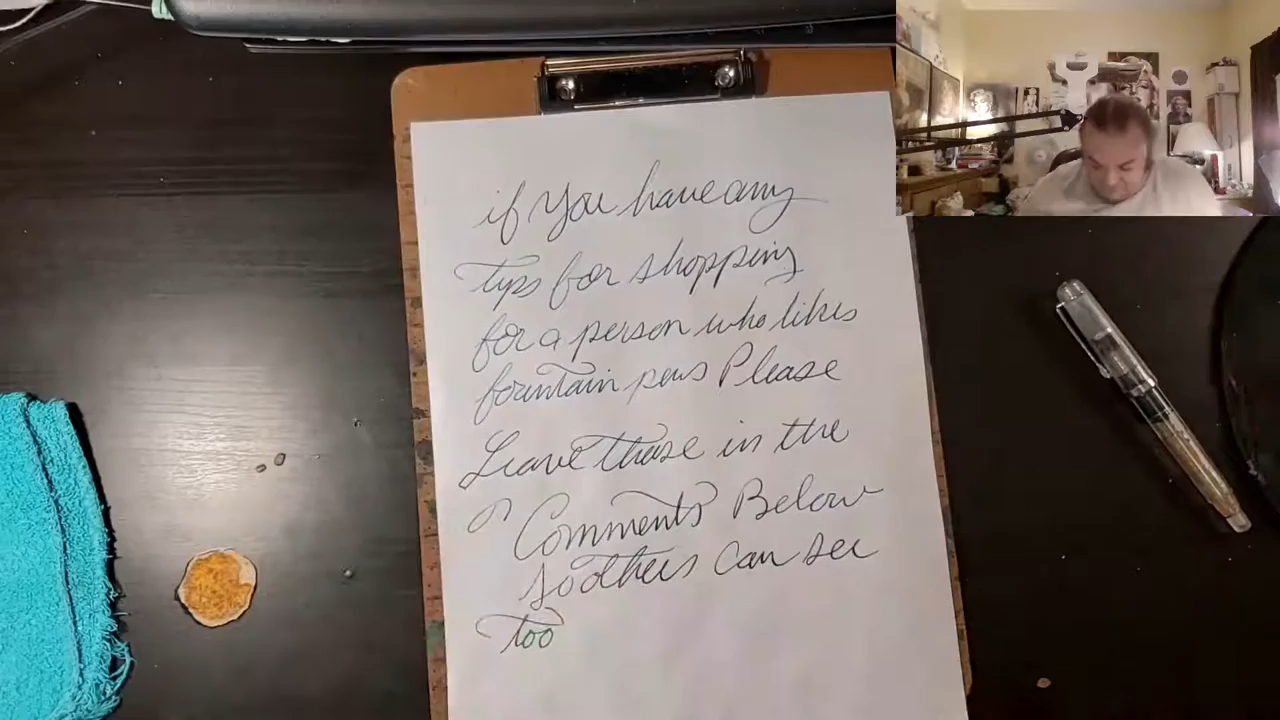 if You have any
tips for shopping
for a person who likes
fountain pens Please
Leave those in the
Comments Below
so others can see
too